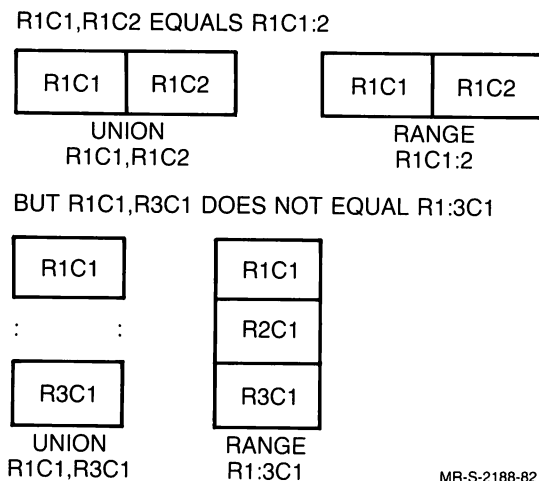 R1C1,R1C2 EQUALS R1C1:2
R1C1 R1C2 R1C1 R1C2
UNION RANGE
R1C1,R1C2 R1C1:2
BUT R1C1,R3C1 DOES NOT EQUAL R1:3C1
R1C1 R1C1
: : R2C1
R3C1 R3C1
UNION RANGE
R1C1,R3C1 R1:3C1
MR-S-2188-82